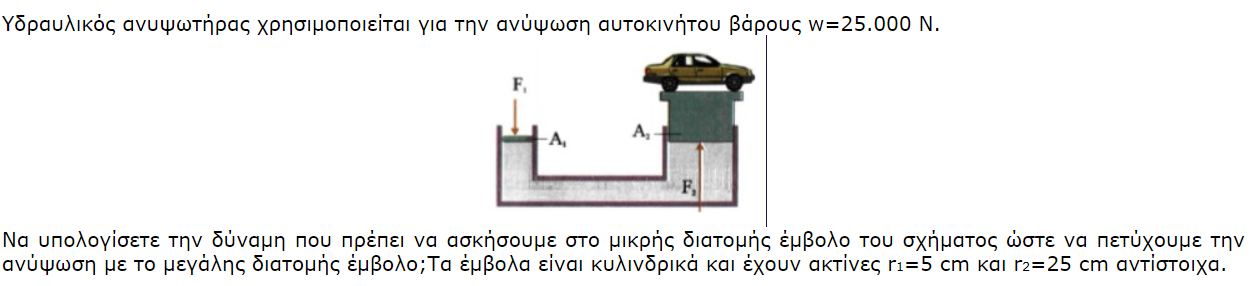 Υδραυλικός ανυψωτήρας χρησιμοποιείται για την ανύψωση αυτοκινήτου βάρους w=25.000 N.
F₁
A₁
A₂
F₂
Να υπολογίσετε την δύναμη που πρέπει να ασκήσουμε στο μικρής διατομής έμβολο του σχήματος ώστε να πετύχουμε την
ανύψωση με το μεγάλης διατομής έμβολο;Τα έμβολα είναι κυλινδρικά και έχουν ακτίνες r₁=5 cm και r₂=25 cm αντίστοιχα.